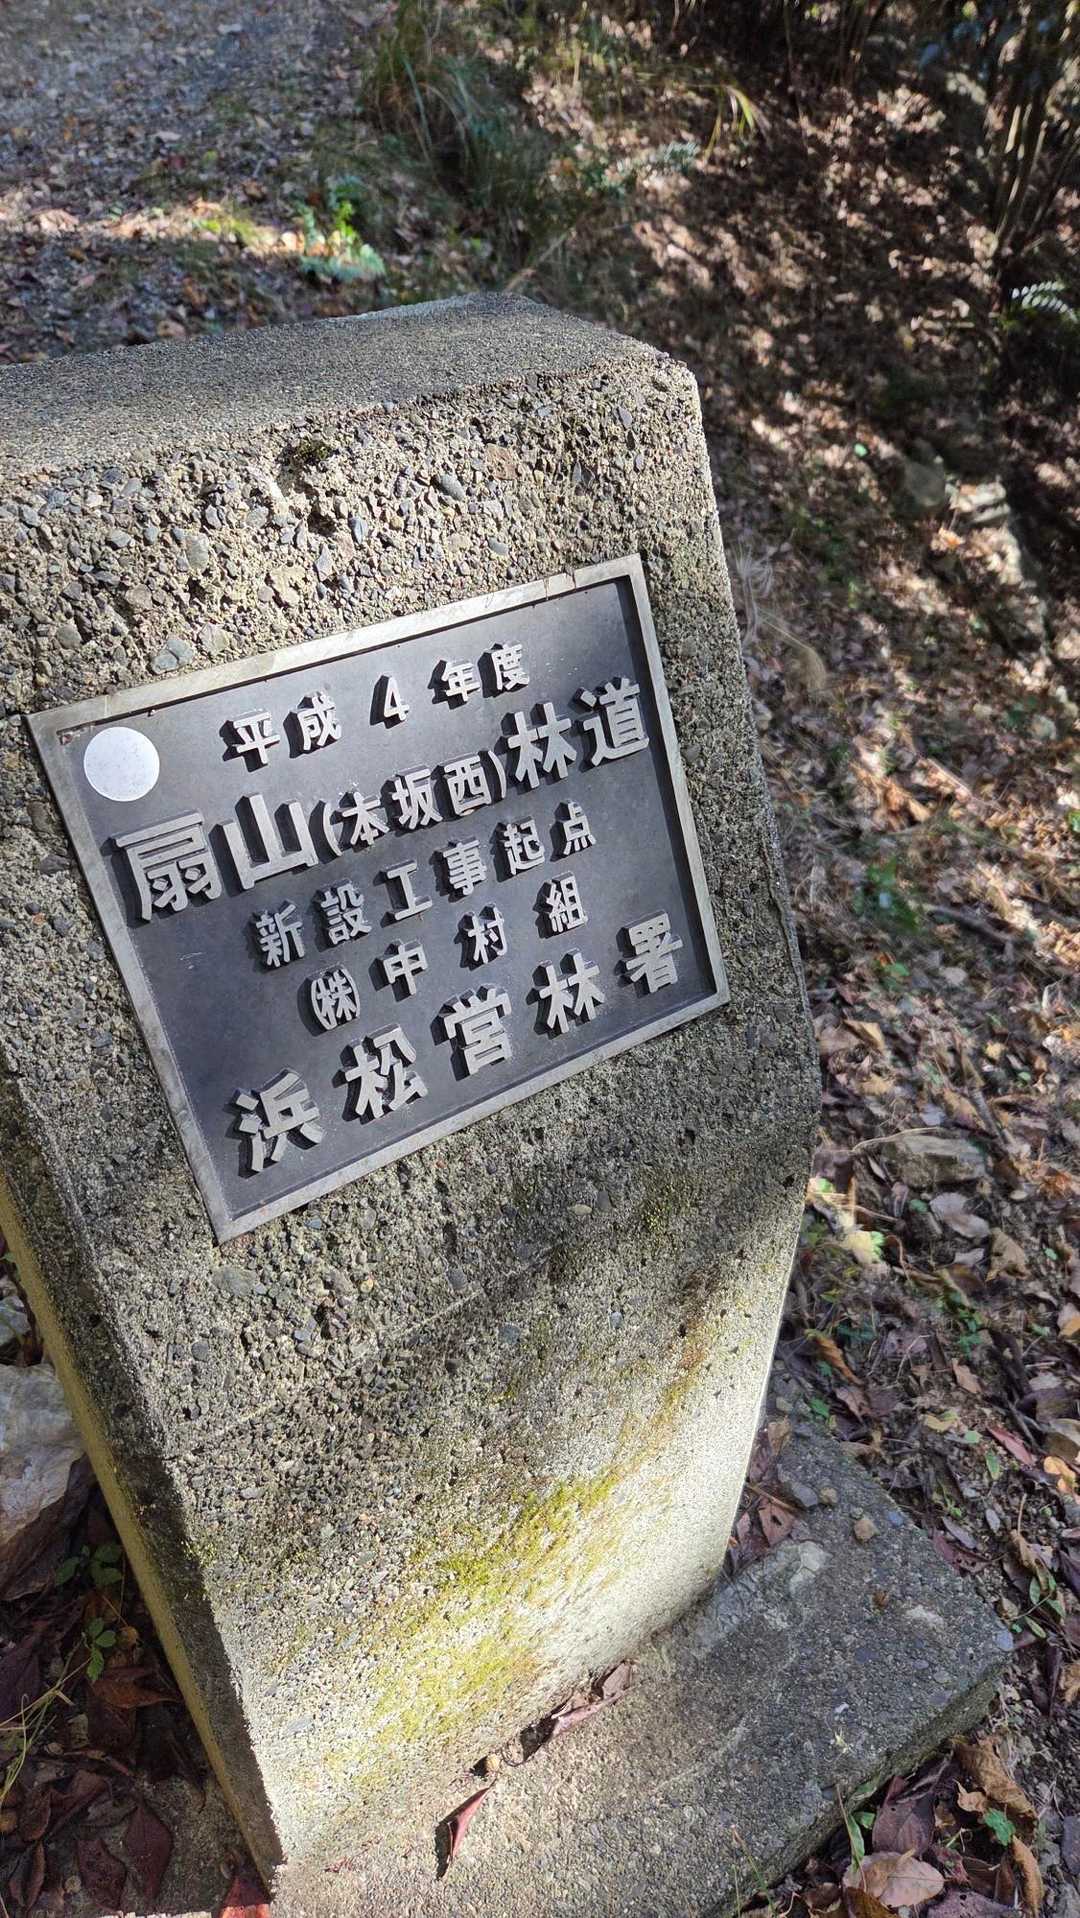 平成4年度
扇山(本坂西)林道
新設工事起点
㈱中村組
浜松営林署